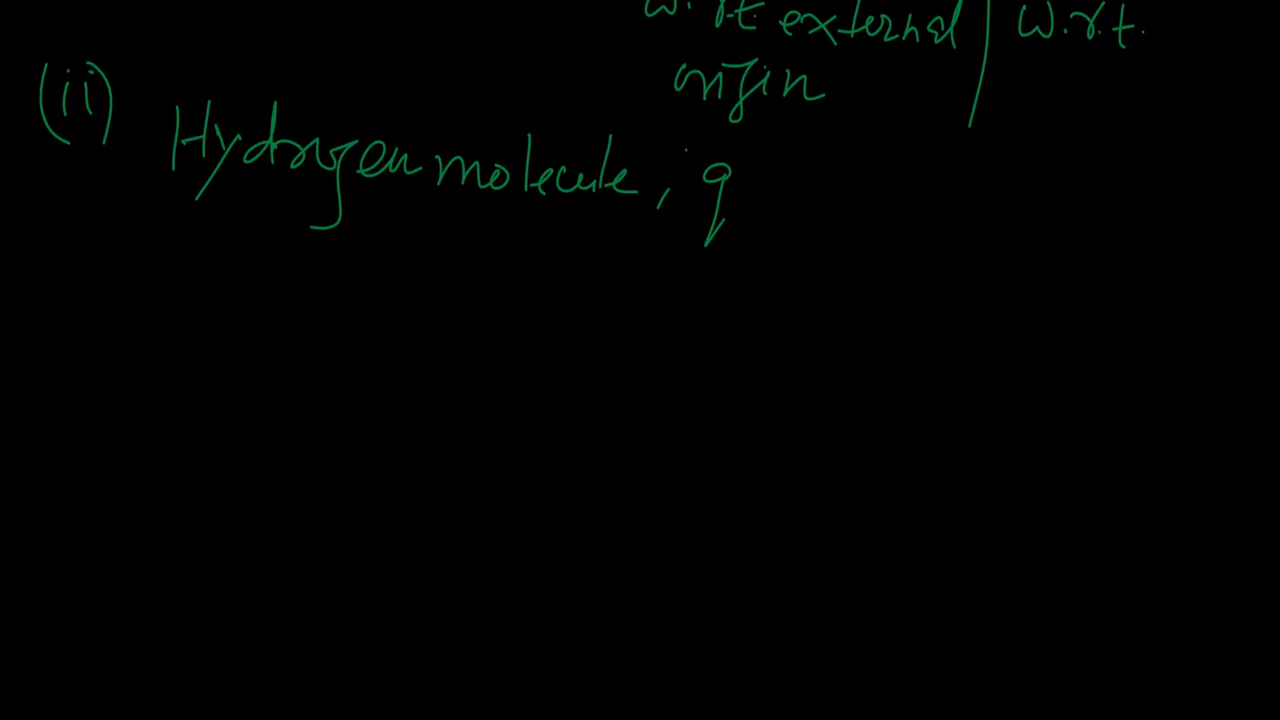 w.r.t. external | w.r.t.
origin
(ii) Hydrogen molecule, q